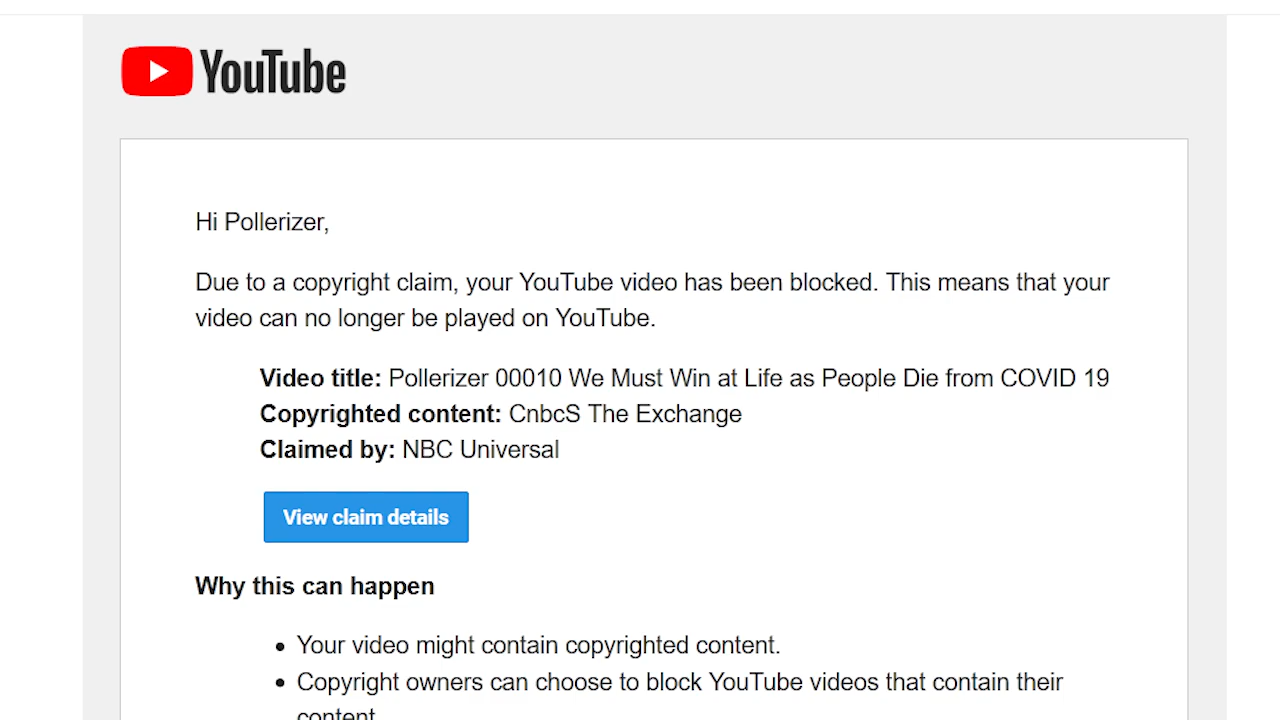 YouTube
Hi Pollerizer,
Due to a copyright claim, your YouTube video has been blocked. This means that your
video can no longer be played on YouTube.
Video title: Pollerizer 00010 We Must Win at Life as People Die from COVID 19
Copyrighted content: CnbcS The Exchange
Claimed by: NBC Universal
View claim details
Why this can happen
• Your video might contain copyrighted content.
• Copyright owners can choose to block YouTube videos that contain their
content